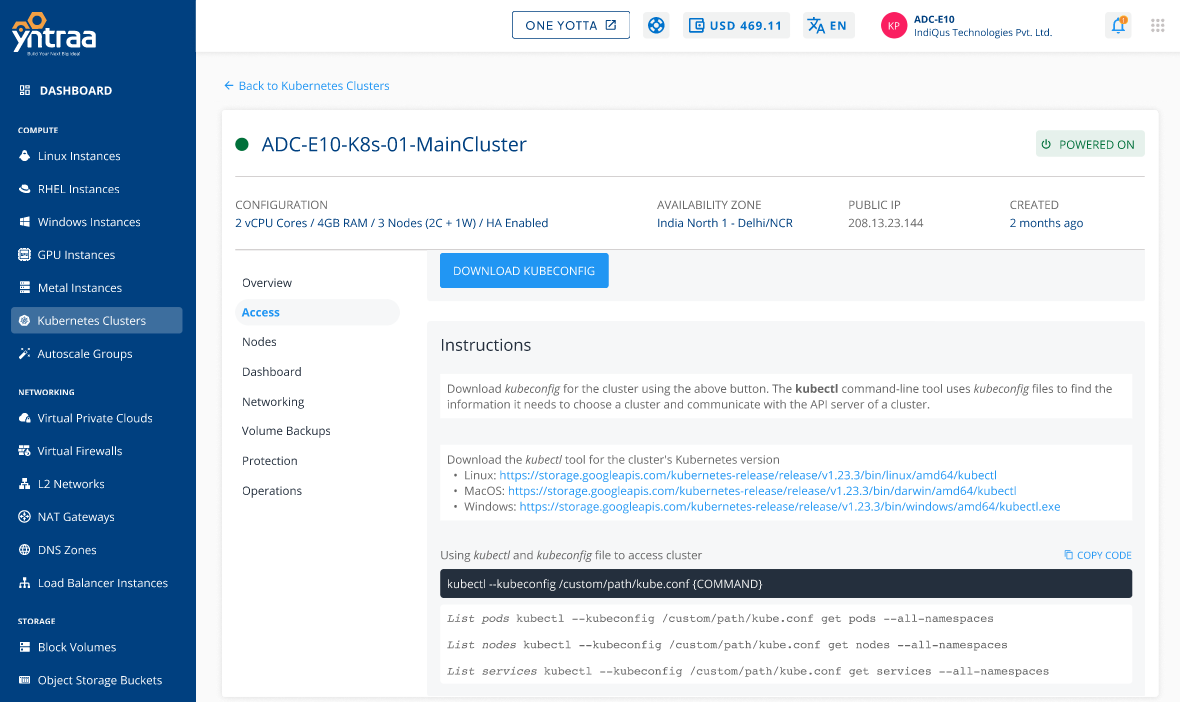 yntraa
Build Your Next Big Idea!
ONE YOTTA
USD 469.11
EN
KP
ADC-E10
IndiQus Technologies Pvt. Ltd.
DASHBOARD
COMPUTE
Linux Instances
RHEL Instances
Windows Instances
GPU Instances
Metal Instances
Kubernetes Clusters
Autoscale Groups
NETWORKING
Virtual Private Clouds
Virtual Firewalls
L2 Networks
NAT Gateways
DNS Zones
Load Balancer Instances
STORAGE
Block Volumes
Object Storage Buckets
← Back to Kubernetes Clusters
ADC-E10-K8s-01-MainCluster
POWERED ON
CONFIGURATION
2 vCPU Cores / 4GB RAM / 3 Nodes (2C + 1W) / HA Enabled
AVAILABILITY ZONE
India North 1 - Delhi/NCR
PUBLIC IP
208.13.23.144
CREATED
2 months ago
Overview
Access
Nodes
Dashboard
Networking
Volume Backups
Protection
Operations
DOWNLOAD KUBECONFIG
Instructions
Download kubeconfig for the cluster using the above button. The kubectl command-line tool uses kubeconfig files to find the
information it needs to choose a cluster and communicate with the API server of a cluster.
Download the kubectl tool for the cluster's Kubernetes version
• Linux: https://storage.googleapis.com/kubernetes-release/release/v1.23.3/bin/linux/amd64/kubectl
• MacOS: https://storage.googleapis.com/kubernetes-release/release/v1.23.3/bin/darwin/amd64/kubectl
• Windows: https://storage.googleapis.com/kubernetes-release/release/v1.23.3/bin/windows/amd64/kubectl.exe
Using kubectl and kubeconfig file to access cluster
COPY CODE
kubectl --kubeconfig /custom/path/kube.conf {COMMAND}
List pods kubectl --kubeconfig /custom/path/kube.conf get pods --all-namespaces
List nodes kubectl --kubeconfig /custom/path/kube.conf get nodes --all-namespaces
List services kubectl --kubeconfig /custom/path/kube.conf get services --all-namespaces